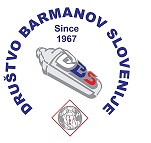 DRUŠTVO BARMANOV SLOVENIJE
Since
1967
DBS